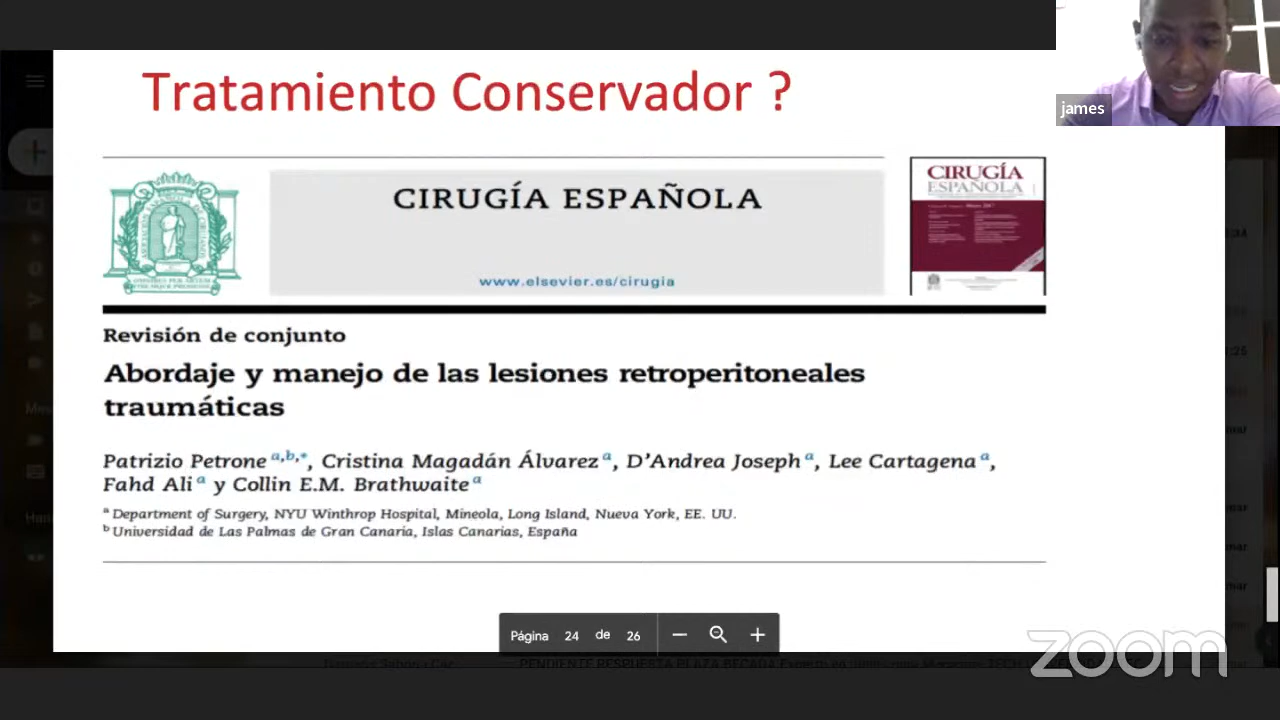 Tratamiento Conservador ?
james
CIRUGÍA ESPAÑOLA
www.elsevier.es/cirugia
CIRUGÍA
ESPAÑOLA
Revisión de conjunto
Abordaje y manejo de las lesiones retroperitoneales
traumáticas
Patrizio Petrone a,b,*, Cristina Magadán Álvarez a, D'Andrea Joseph a, Lee Cartagena a,
Fahd Ali a y Collin E.M. Brathwaite a
a Department of Surgery, NYU Winthrop Hospital, Mineola, Long Island, Nueva York, EE. UU.
b Universidad de Las Palmas de Gran Canaria, Islas Canarias, España
Página 24 de 26
zoom